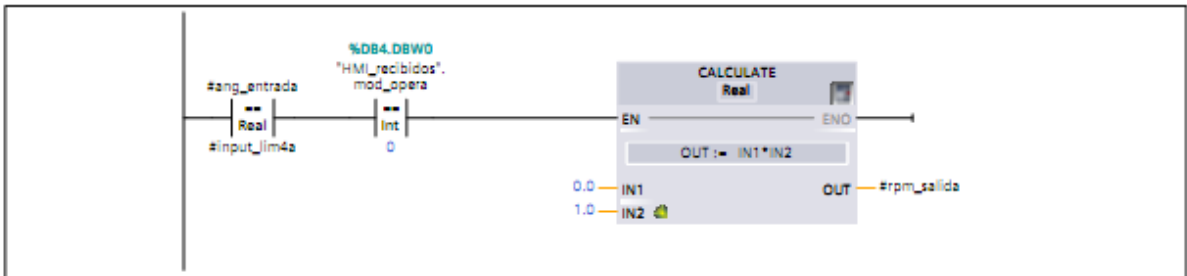 %DB4.DBW0
"HMI_recibidos".
mod_opera
#ang_entrada
==
Real
#input_lim4a
==
Int
0
CALCULATE
Real
EN
ENO
OUT := IN1*IN2
0.0
IN1
OUT
#rpm_salida
1.0
IN2